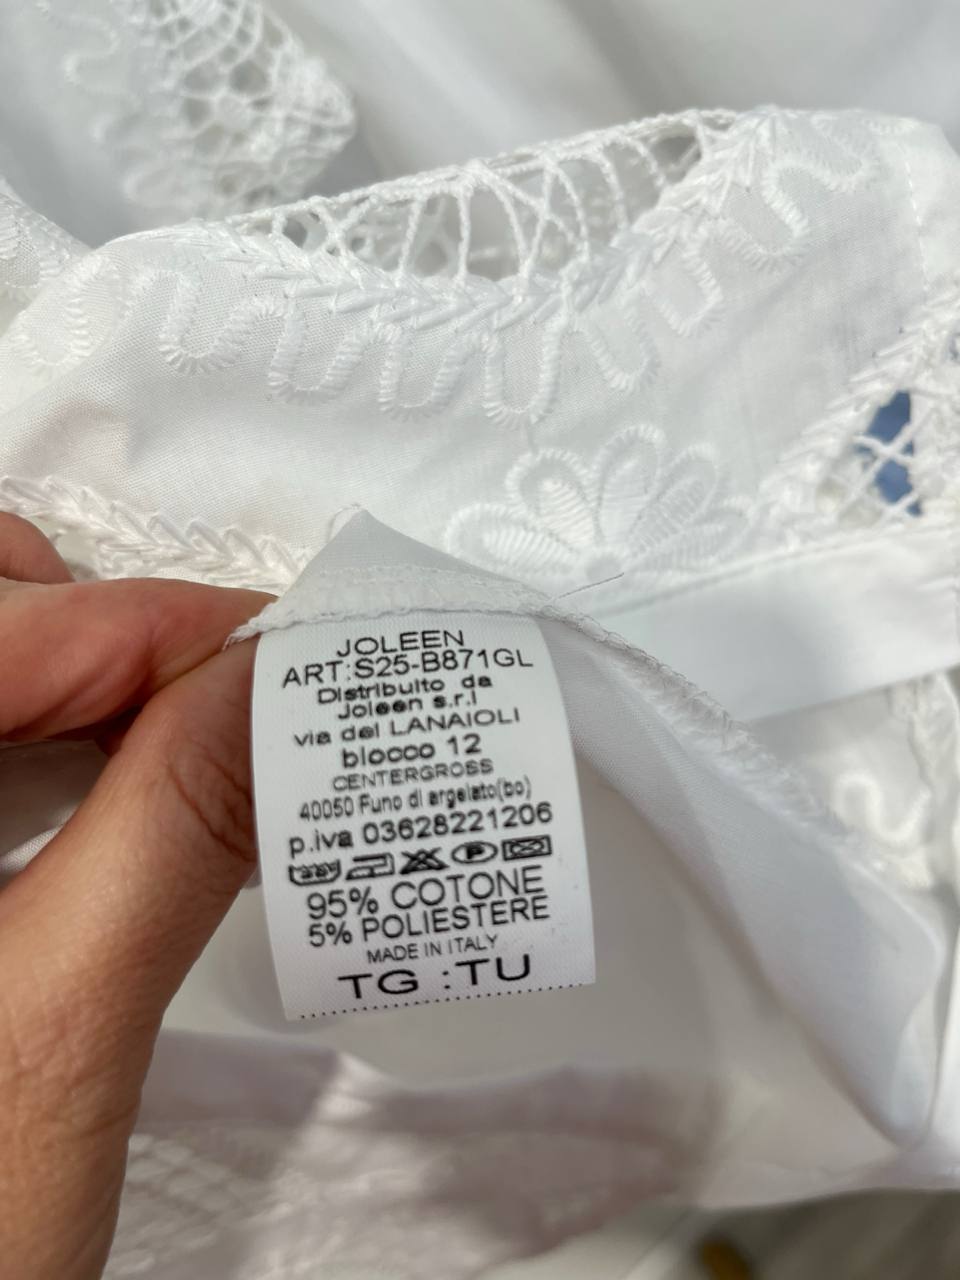 JOLEEN
ART:S25-B871GL
Distribuito da
Joleen s.r.l
via dei LANAIOLI
blocco 12
CENTERGROSS
40050 Funo di argelato(bo)
p.iva 03628221206
95% COTONE
5% POLIESTERE
MADE IN ITALY
TG :TU